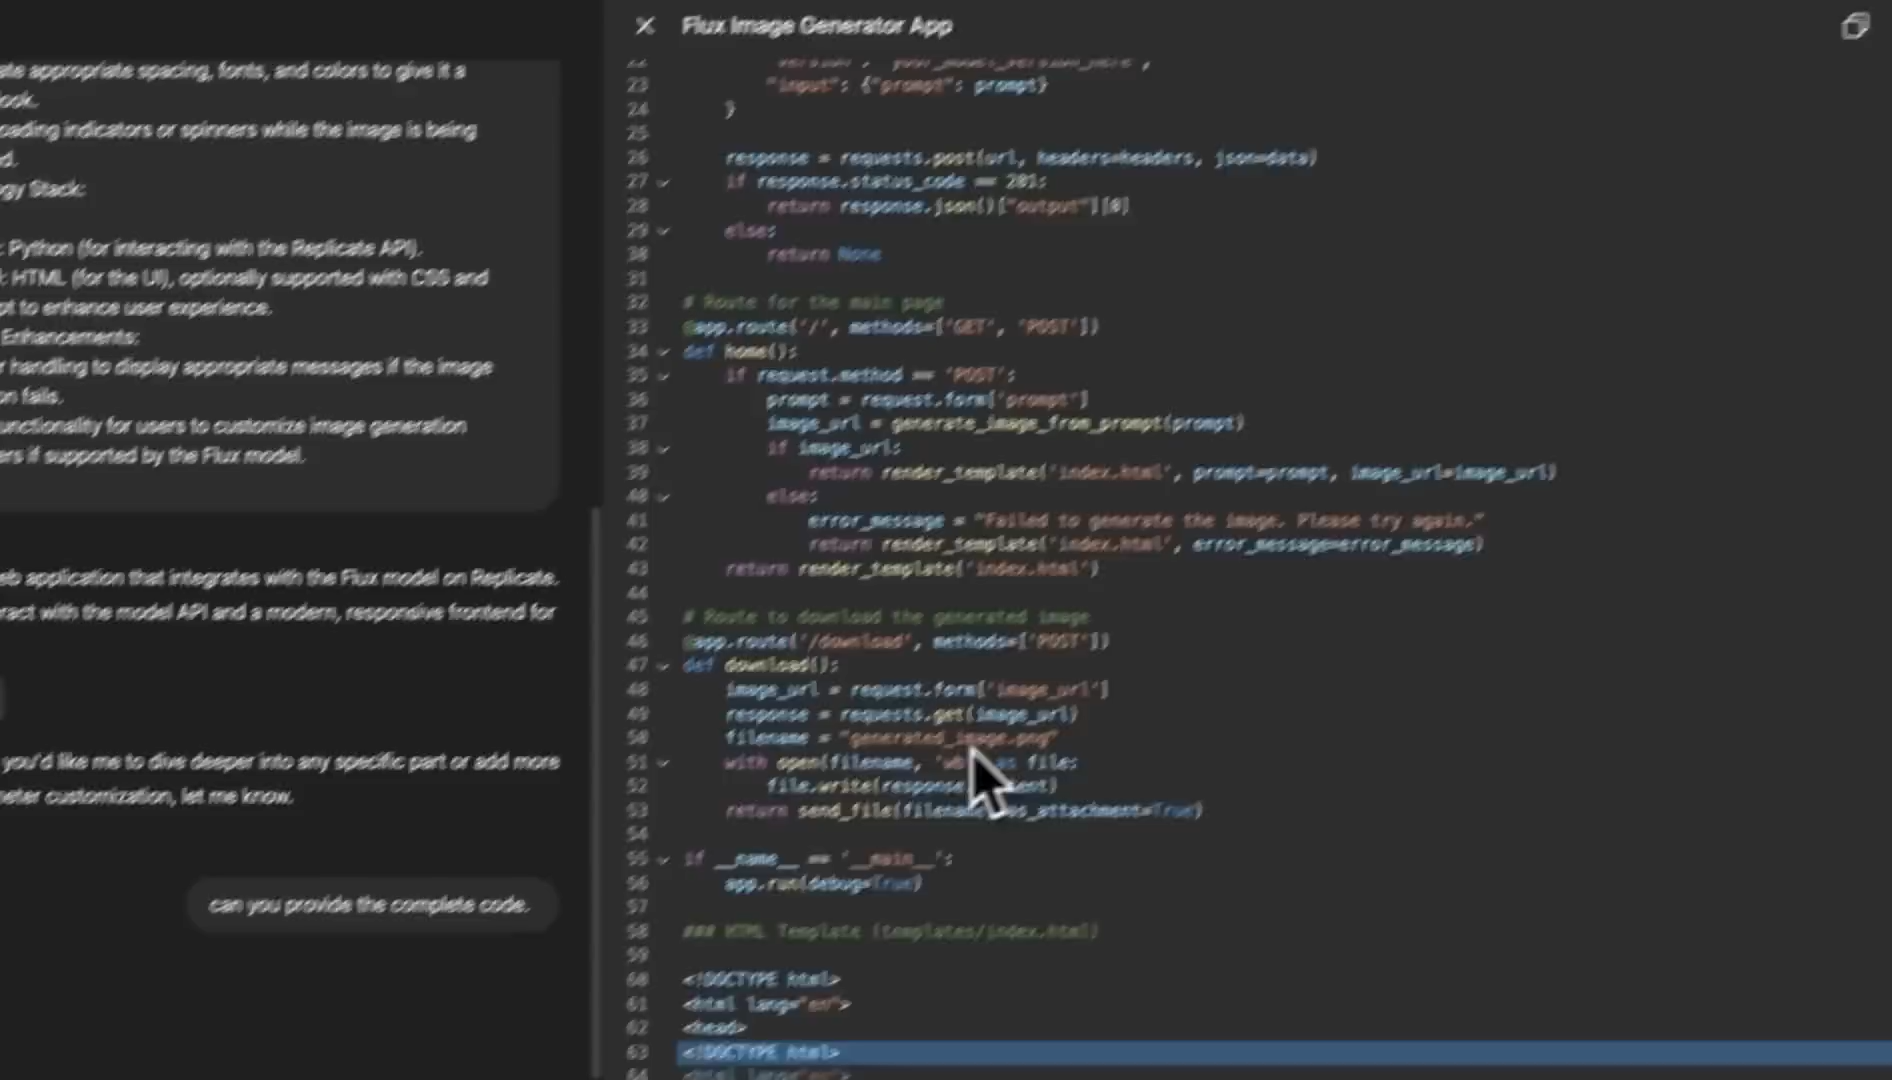 Flux Image Generator App
ate appropriate spacing, fonts, and colors to give it a
look.
oading indicators or spinners while the image is being
d.
gy Stack:
: Python (for interacting with the Replicate API).
: HTML (for the UI), optionally supported with CSS and
pt to enhance user experience.
Enhancements:
r handling to display appropriate messages if the image
on fails.
unctionality for users to customize image generation
ers if supported by the Flux model.
eb application that integrates with the Flux model on Replicate.
ract with the model API and a modern, responsive frontend for
you'd like me to dive deeper into any specific part or add more
meter customization, let me know.
can you provide the complete code.
22 "version": "your_model_version_here",
23 "input": {"prompt": prompt}
24 }
25
26 response = requests.post(url, headers=headers, json=data)
27 if response.status_code == 201:
28 return response.json()["output"][0]
29 else:
30 return None
31
32 # Route for the main page
33 @app.route('/', methods=['GET', 'POST'])
34 def home():
35 if request.method == 'POST':
36 prompt = request.form['prompt']
37 image_url = generate_image_from_prompt(prompt)
38 if image_url:
39 return render_template('index.html', prompt=prompt, image_url=image_url)
40 else:
41 error_message = "Failed to generate the image. Please try again."
42 return render_template('index.html', error_message=error_message)
43 return render_template('index.html')
44
45 # Route to download the generated image
46 @app.route('/download', methods=['POST'])
47 def download():
48 image_url = request.form['image_url']
49 response = requests.get(image_url)
50 filename = "generated_image.png"
51 with open(filename, 'wb as file:
52 file.write(response ent)
53 return send_file(filename as_attachment=True)
54
55 if __name__ == '__main__':
56 app.run(debug=True)
57
58 ### HTML Template (templates/index.html)
59
60 <!DOCTYPE html>
61 <html lang="en">
62 <head>
63 <!DOCTYPE html>
64 <html lang="en">